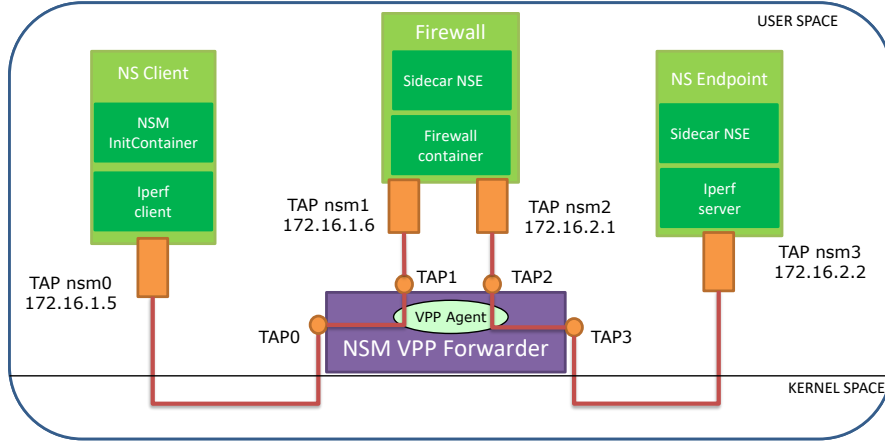 USER SPACE
NS Client
NSM
InitContainer
Iperf
client
Firewall
Sidecar NSE
Firewall
container
NS Endpoint
Sidecar NSE
Iperf
server
TAP nsm0
172.16.1.5
TAP nsm1
172.16.1.6
TAP nsm2
172.16.2.1
TAP nsm3
172.16.2.2
TAP0
TAP1
TAP2
TAP3
VPP Agent
NSM VPP Forwarder
KERNEL SPACE